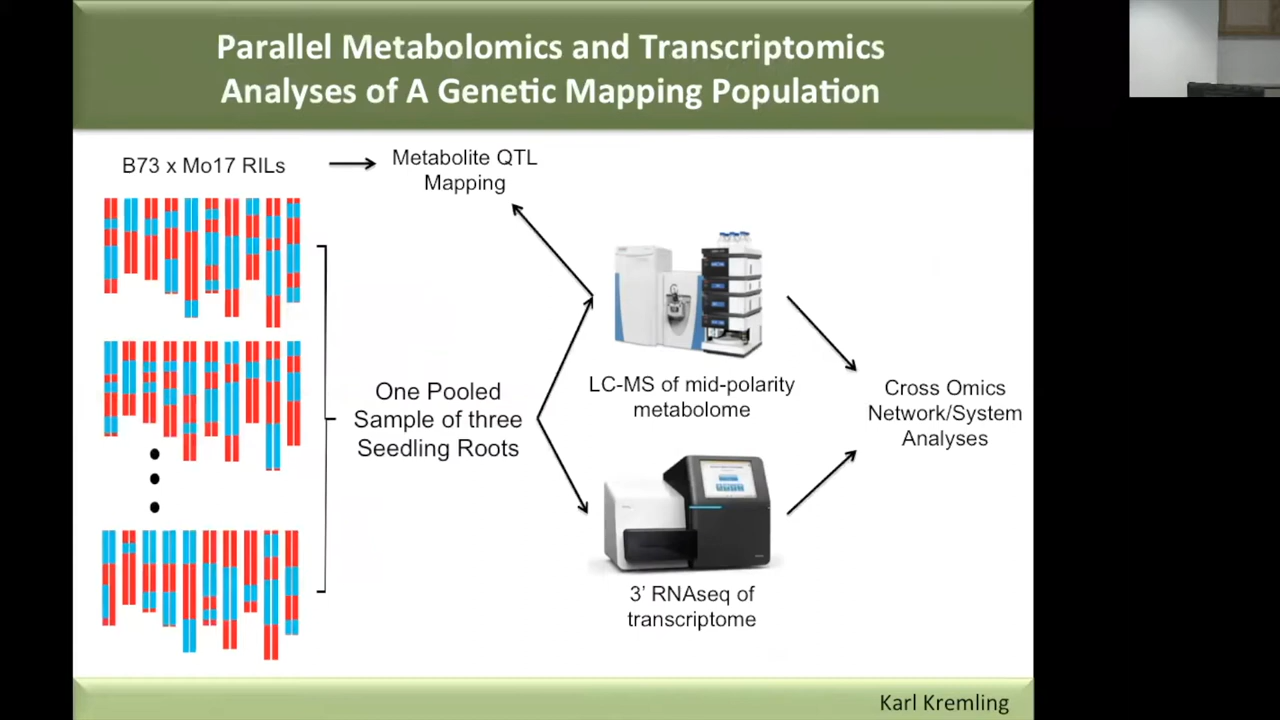 Parallel Metabolomics and Transcriptomics
Analyses of A Genetic Mapping Population
B73 x Mo17 RILs
Metabolite QTL
Mapping
One Pooled
Sample of three
Seedling Roots
LC-MS of mid-polarity
metabolome
3’ RNAseq of
transcriptome
Cross Omics
Network/System
Analyses
Karl Kremling